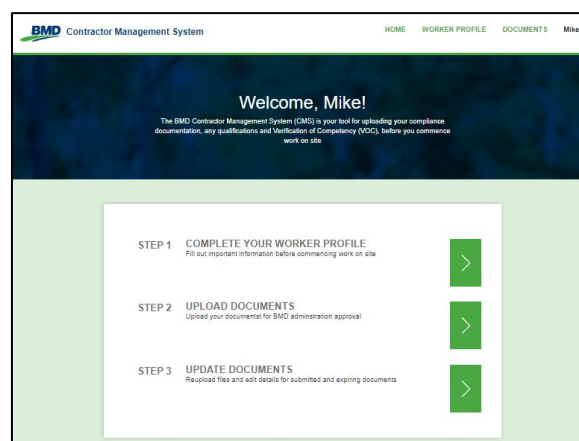 BMD Contractor Management System
HOME WORKER PROFILE DOCUMENTS Mike
Welcome, Mike!
The BMD Contractor Management System (CMS) is your tool for uploading your compliance
documentation, any qualifications and Verification of Competency (VOC), before you commence
work on site
STEP 1 COMPLETE YOUR WORKER PROFILE
Fill out important information before commencing work on site
STEP 2 UPLOAD DOCUMENTS
Upload your documentst for BMD adminstration approval
STEP 3 UPDATE DOCUMENTS
Reupload files and edit details for submitted and expiring documents